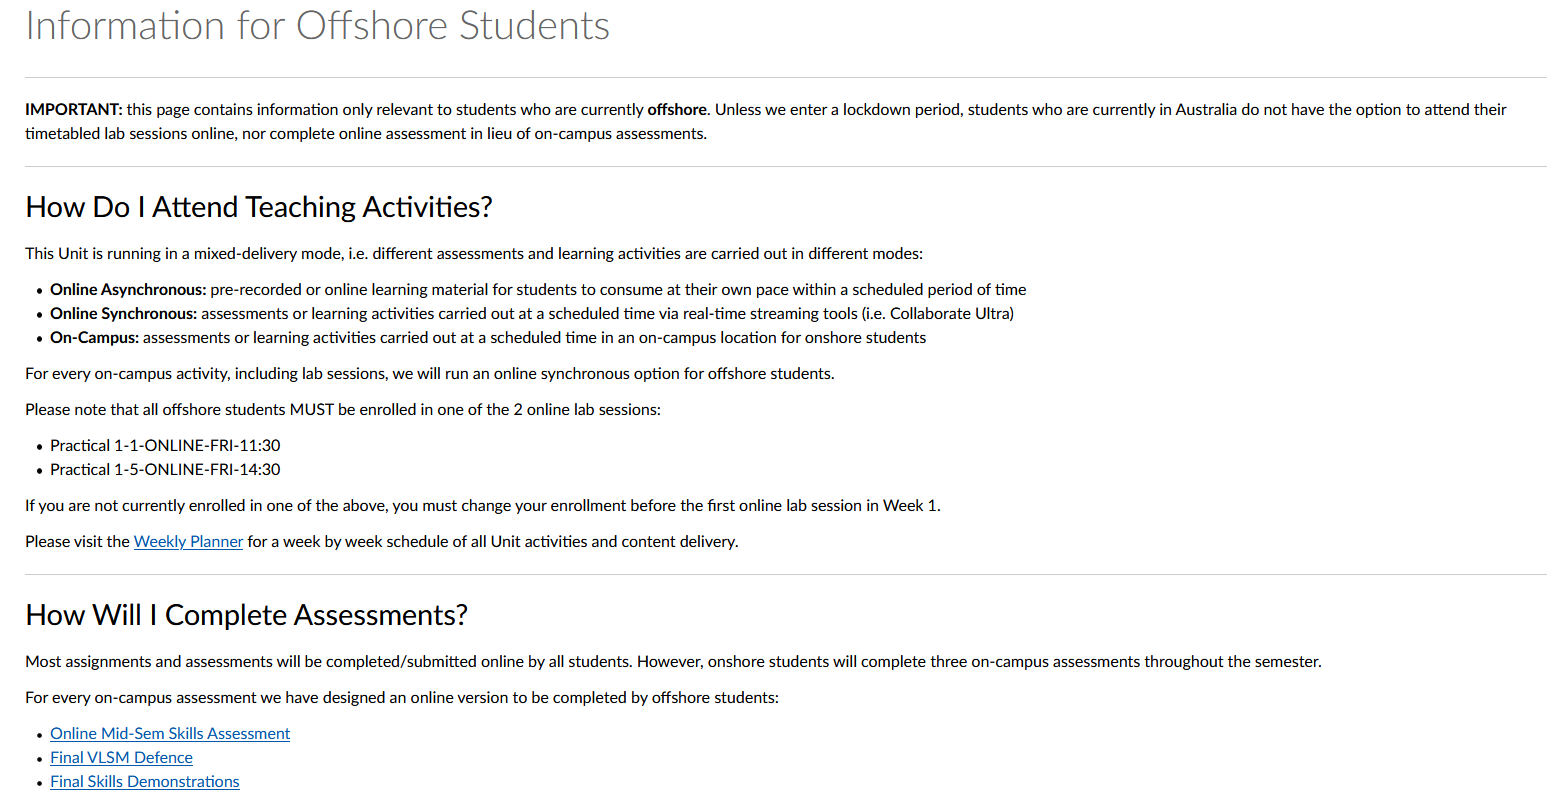 Information for Offshore Students
IMPORTANT: this page contains information only relevant to students who are currently offshore. Unless we enter a lockdown period, students who are currently in Australia do not have the option to attend their
timetabled lab sessions online, nor complete online assessment in lieu of on-campus assessments.
How Do I Attend Teaching Activities?
This Unit is running in a mixed-delivery mode, i.e. different assessments and learning activities are carried out in different modes:
• Online Asynchronous: pre-recorded or online learning material for students to consume at their own pace within a scheduled period of time
• Online Synchronous: assessments or learning activities carried out at a scheduled time via real-time streaming tools (i.e. Collaborate Ultra)
• On-Campus: assessments or learning activities carried out at a scheduled time in an on-campus location for onshore students
For every on-campus activity, including lab sessions, we will run an online synchronous option for offshore students.
Please note that all offshore students MUST be enrolled in one of the 2 online lab sessions:
• Practical 1-1-ONLINE-FRI-11:30
• Practical 1-5-ONLINE-FRI-14:30
If you are not currently enrolled in one of the above, you must change your enrollment before the first online lab session in Week 1.
Please visit the Weekly Planner for a week by week schedule of all Unit activities and content delivery.
How Will I Complete Assessments?
Most assignments and assessments will be completed/submitted online by all students. However, onshore students will complete three on-campus assessments throughout the semester.
For every on-campus assessment we have designed an online version to be completed by offshore students:
• Online Mid-Sem Skills Assessment
• Final VLSM Defence
• Final Skills Demonstrations